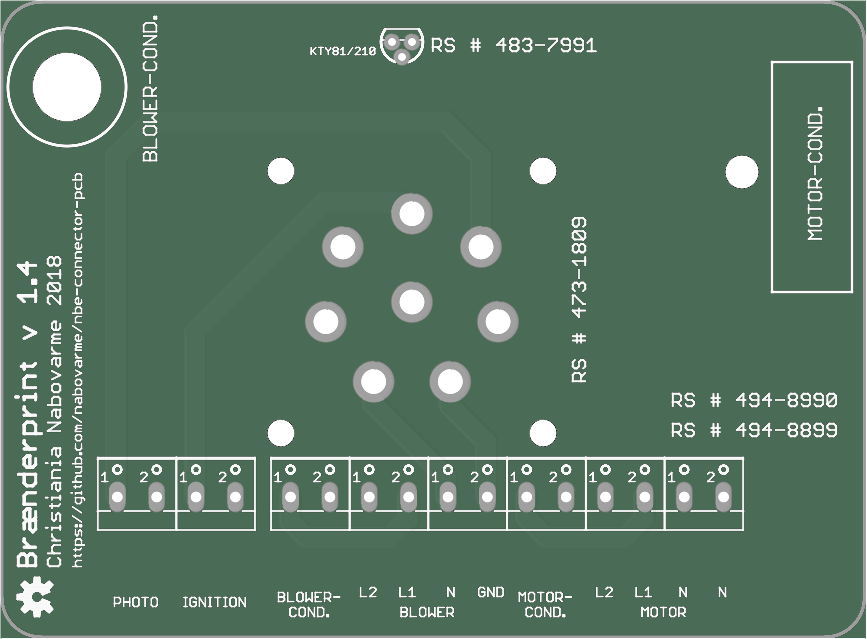 KTY81/210
RS # 483-7991
BLOWER-COND.
MOTOR-COND.
RS # 473-1809
RS # 494-8990
RS # 494-8899
Brænderprint v 1.4
Christiania Nabovarme 2018
https://github.com/nabovarme/nbe-connector-pcb
1 2 1 2 1 2 1 2 1 2 1 2 1 2 1 2
PHOTO IGNITION BLOWER-COND. L2 L1 N GND MOTOR-COND. L2 L1 N N
BLOWER MOTOR